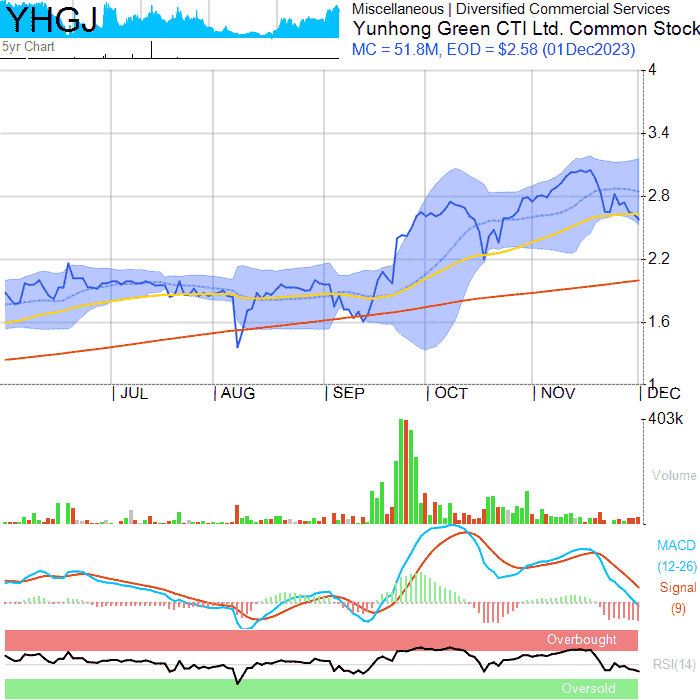 YHGJ
5yr Chart
Miscellaneous | Diversified Commercial Services
Yunhong Green CTI Ltd. Common Stock
MC = 51.8M, EOD = $2.58 (01Dec2023)
4
3.4
2.8
2.2
1.6
1
JUL
AUG
SEP
OCT
NOV
DEC
403k
Volume
MACD
(12-26)
Signal
(9)
Overbought
RSI(14)
Oversold